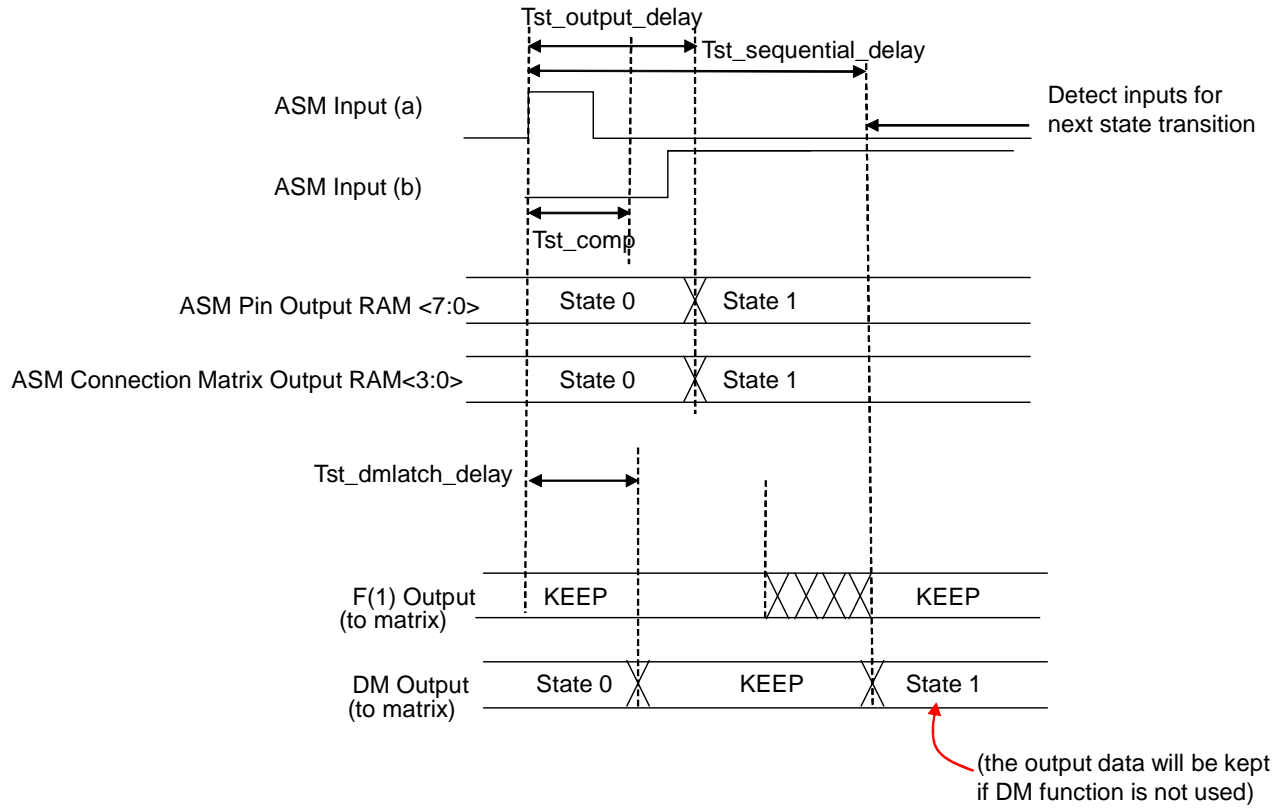 Tst_output_delay
Tst_sequential_delay
ASM Input (a)
Detect inputs for
next state transition
ASM Input (b)
Tst_comp
ASM Pin Output RAM <7:0>
State 0
State 1
ASM Connection Matrix Output RAM<3:0>
State 0
State 1
Tst_dmlatch_delay
F(1) Output
(to matrix)
KEEP
KEEP
DM Output
(to matrix)
State 0
KEEP
State 1
(the output data will be kept
if DM function is not used)